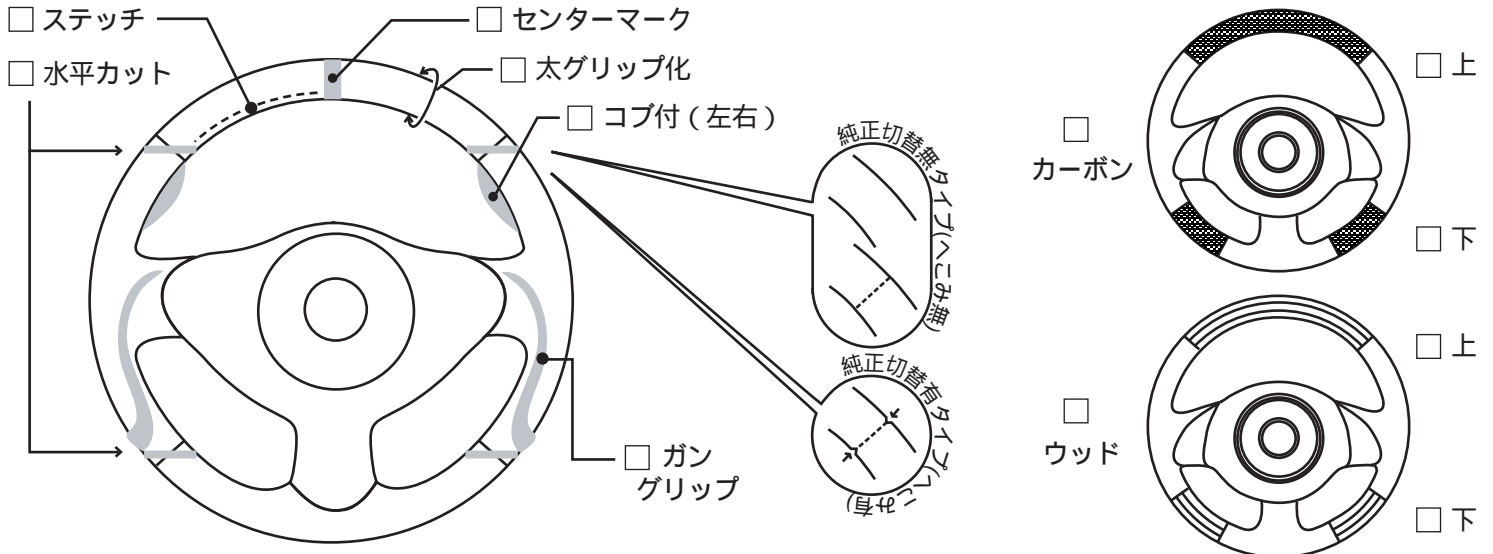 □ ステッチ
□ センターマーク
□ 水平カット
□ 太グリップ化
□ コブ付（左右）
純正切替無タイプ(へこみ無)
純正切替有タイプ(へこみ有)
□ ガン
グリップ
□
カーボン
□ 上
□ 下
□
ウッド
□ 上
□ 下